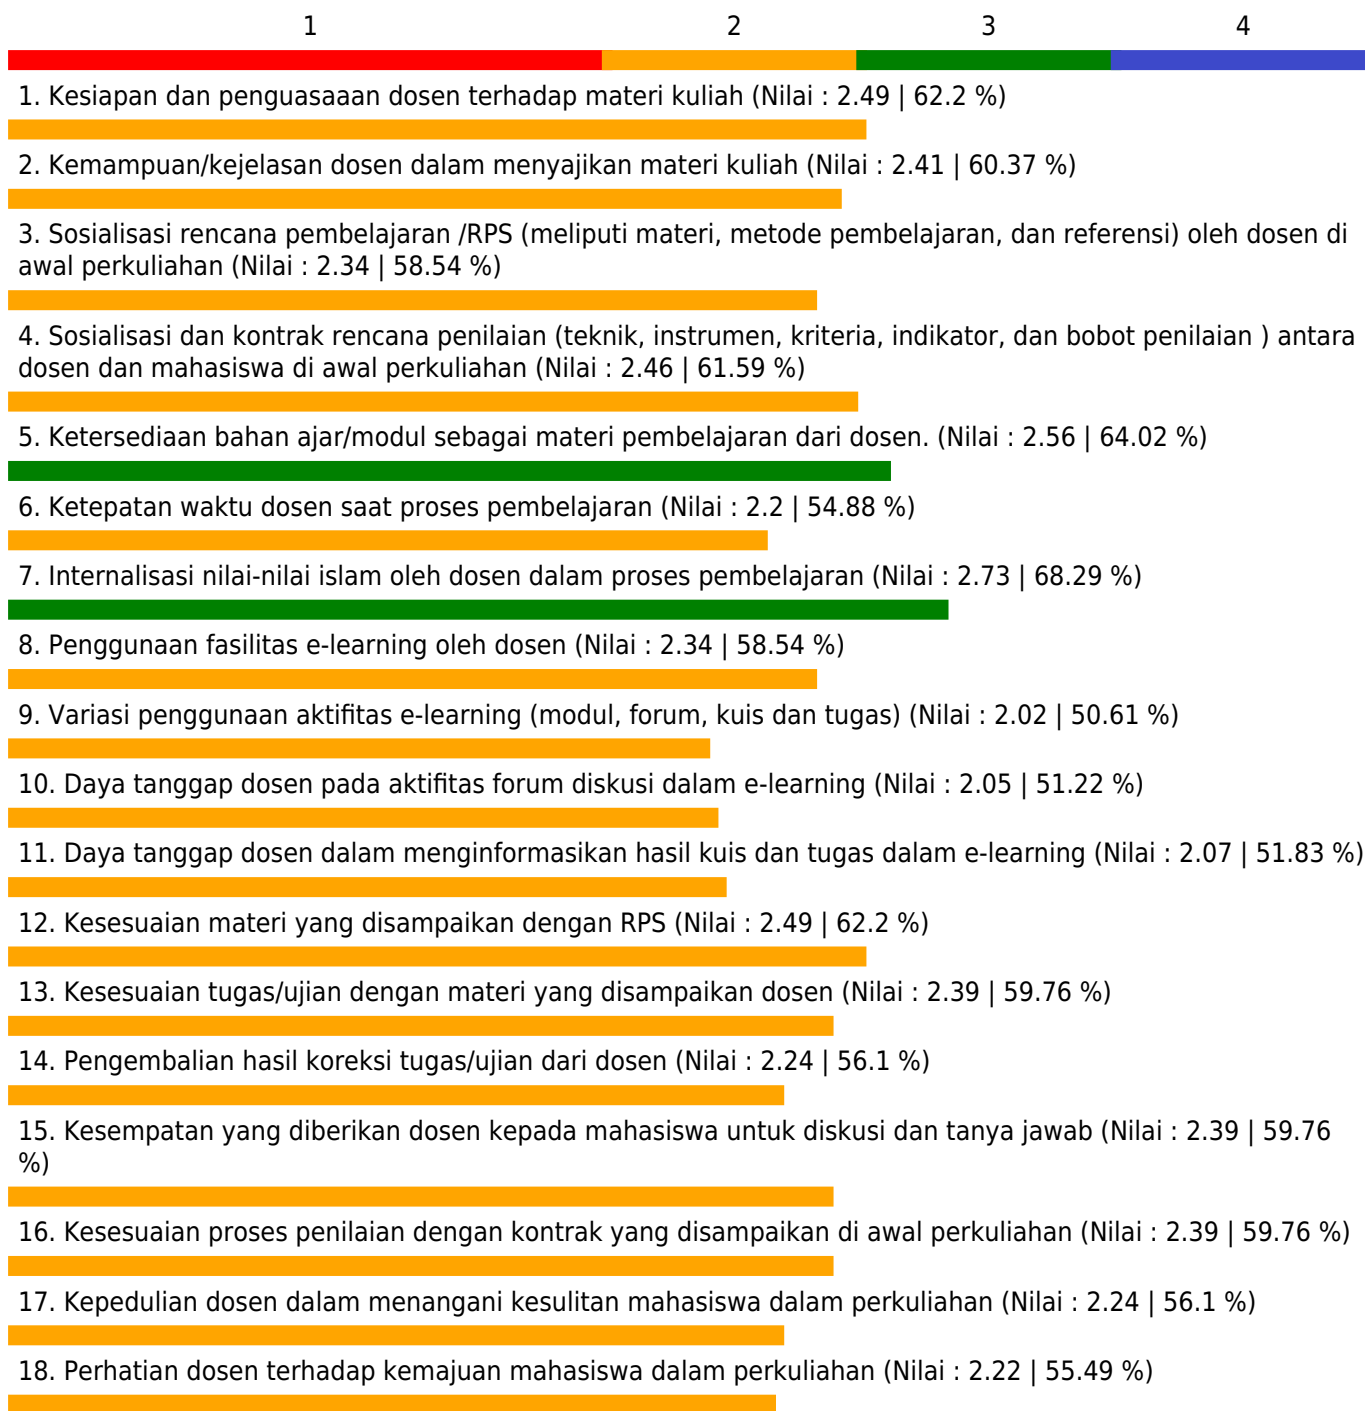 1 2 3 4
1. Kesiapan dan penguasaaan dosen terhadap materi kuliah (Nilai : 2.49 | 62.2 %)
2. Kemampuan/kejelasan dosen dalam menyajikan materi kuliah (Nilai : 2.41 | 60.37 %)
3. Sosialisasi rencana pembelajaran /RPS (meliputi materi, metode pembelajaran, dan referensi) oleh dosen di
awal perkuliahan (Nilai : 2.34 | 58.54 %)
4. Sosialisasi dan kontrak rencana penilaian (teknik, instrumen, kriteria, indikator, dan bobot penilaian ) antara
dosen dan mahasiswa di awal perkuliahan (Nilai : 2.46 | 61.59 %)
5. Ketersediaan bahan ajar/modul sebagai materi pembelajaran dari dosen. (Nilai : 2.56 | 64.02 %)
6. Ketepatan waktu dosen saat proses pembelajaran (Nilai : 2.2 | 54.88 %)
7. Internalisasi nilai-nilai islam oleh dosen dalam proses pembelajaran (Nilai : 2.73 | 68.29 %)
8. Penggunaan fasilitas e-learning oleh dosen (Nilai : 2.34 | 58.54 %)
9. Variasi penggunaan aktifitas e-learning (modul, forum, kuis dan tugas) (Nilai : 2.02 | 50.61 %)
10. Daya tanggap dosen pada aktifitas forum diskusi dalam e-learning (Nilai : 2.05 | 51.22 %)
11. Daya tanggap dosen dalam menginformasikan hasil kuis dan tugas dalam e-learning (Nilai : 2.07 | 51.83 %)
12. Kesesuaian materi yang disampaikan dengan RPS (Nilai : 2.49 | 62.2 %)
13. Kesesuaian tugas/ujian dengan materi yang disampaikan dosen (Nilai : 2.39 | 59.76 %)
14. Pengembalian hasil koreksi tugas/ujian dari dosen (Nilai : 2.24 | 56.1 %)
15. Kesempatan yang diberikan dosen kepada mahasiswa untuk diskusi dan tanya jawab (Nilai : 2.39 | 59.76
%)
16. Kesesuaian proses penilaian dengan kontrak yang disampaikan di awal perkuliahan (Nilai : 2.39 | 59.76 %)
17. Kepedulian dosen dalam menangani kesulitan mahasiswa dalam perkuliahan (Nilai : 2.24 | 56.1 %)
18. Perhatian dosen terhadap kemajuan mahasiswa dalam perkuliahan (Nilai : 2.22 | 55.49 %)